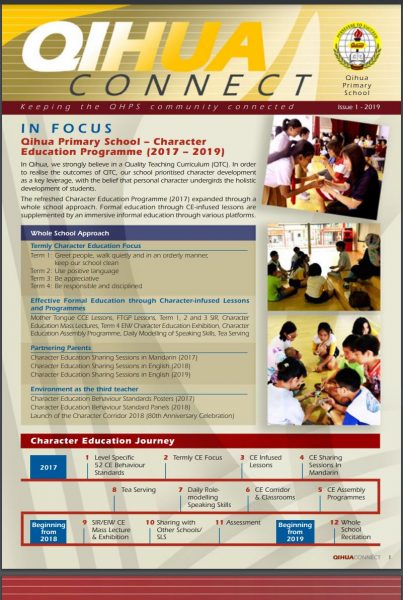 QIHUA
CONNECT
Keeping the QHPS community connected
Qihua
Primary
School
Issue 1 - 2019
IN FOCUS
Qihua Primary School – Character
Education Programme (2017 – 2019)
In Qihua, we strongly believe in a Quality Teaching Curriculum (QTC). In order
to realise the outcomes of QTC, our school prioritised character development
as a key leverage, with the belief that personal character undergirds the holistic
development of students.
The refreshed Character Education Programme (2017) expanded through a
whole school approach. Formal education through CE-infused lessons are
supplemented by an immersive informal education through various platforms.
Whole School Approach
Termly Character Education Focus
Term 1: Greet people, walk quietly and in an orderly manner,
keep our school clean
Term 2: Use positive language
Term 3: Be appreciative
Term 4: Be responsible and disciplined
Effective Formal Education through Character-infused Lessons
and Programmes
Mother Tongue CCE Lessons, FTGP Lessons, Term 1, 2 and 3 SIR, Character
Education Mass Lectures, Term 4 EIW Character Education Exhibition, Character
Education Assembly Programme, Daily Modelling of Speaking Skills, Tea Serving
Partnering Parents
Character Education Sharing Sessions in Mandarin (2017)
Character Education Sharing Sessions in English (2018)
Character Education Sharing Sessions in English (2019)
Environment as the third teacher
Character Education Behaviour Standards Posters (2017)
Character Education Behaviour Standard Panels (2018)
Launch of the Character Corridor 2018 (80th Anniversary Celebration)
Character Education Journey
2017
1 Level Specific
52 CE Behaviour
Standards
2 Termly CE Focus
3 CE Infused
Lessons
4 CE Sharing
Sessions In
Mandarin
8 Tea Serving
7 Daily Role-
modelling
Speaking Skills
6 CE Corridor
& Classrooms
5 CE Assembly
Programmes
Beginning
from
2018
9 SIR/EIW CE
Mass Lecture
& Exhibition
10 Sharing with
Other Schools/
SLS
11 Assessment
Beginning
from
2019
12 Whole
School
Recitation
QIHUACONNECT 1